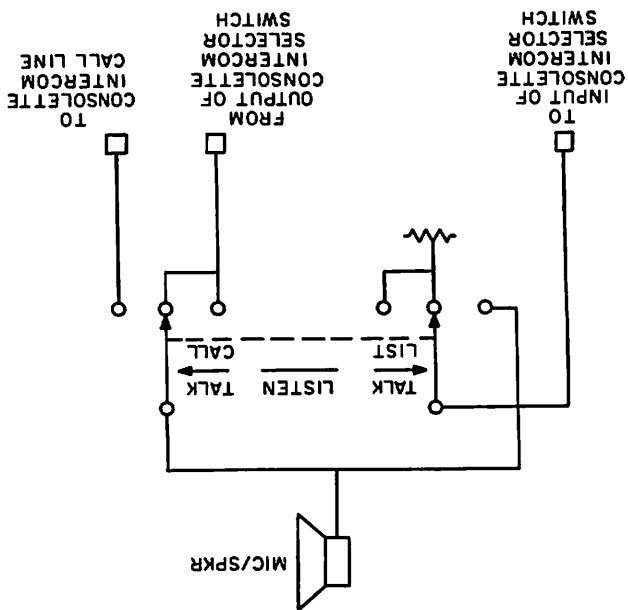 MIC/SPKR
TALK LISTEN TALK
CALL LIST
TO
CONSOLETTE
INTERCOM
CALL LINE
FROM
OUTPUT OF
CONSOLETTE
INTERCOM
SELECTOR
SWITCH
TO
INPUT OF
CONSOLETTE
INTERCOM
SELECTOR
SWITCH